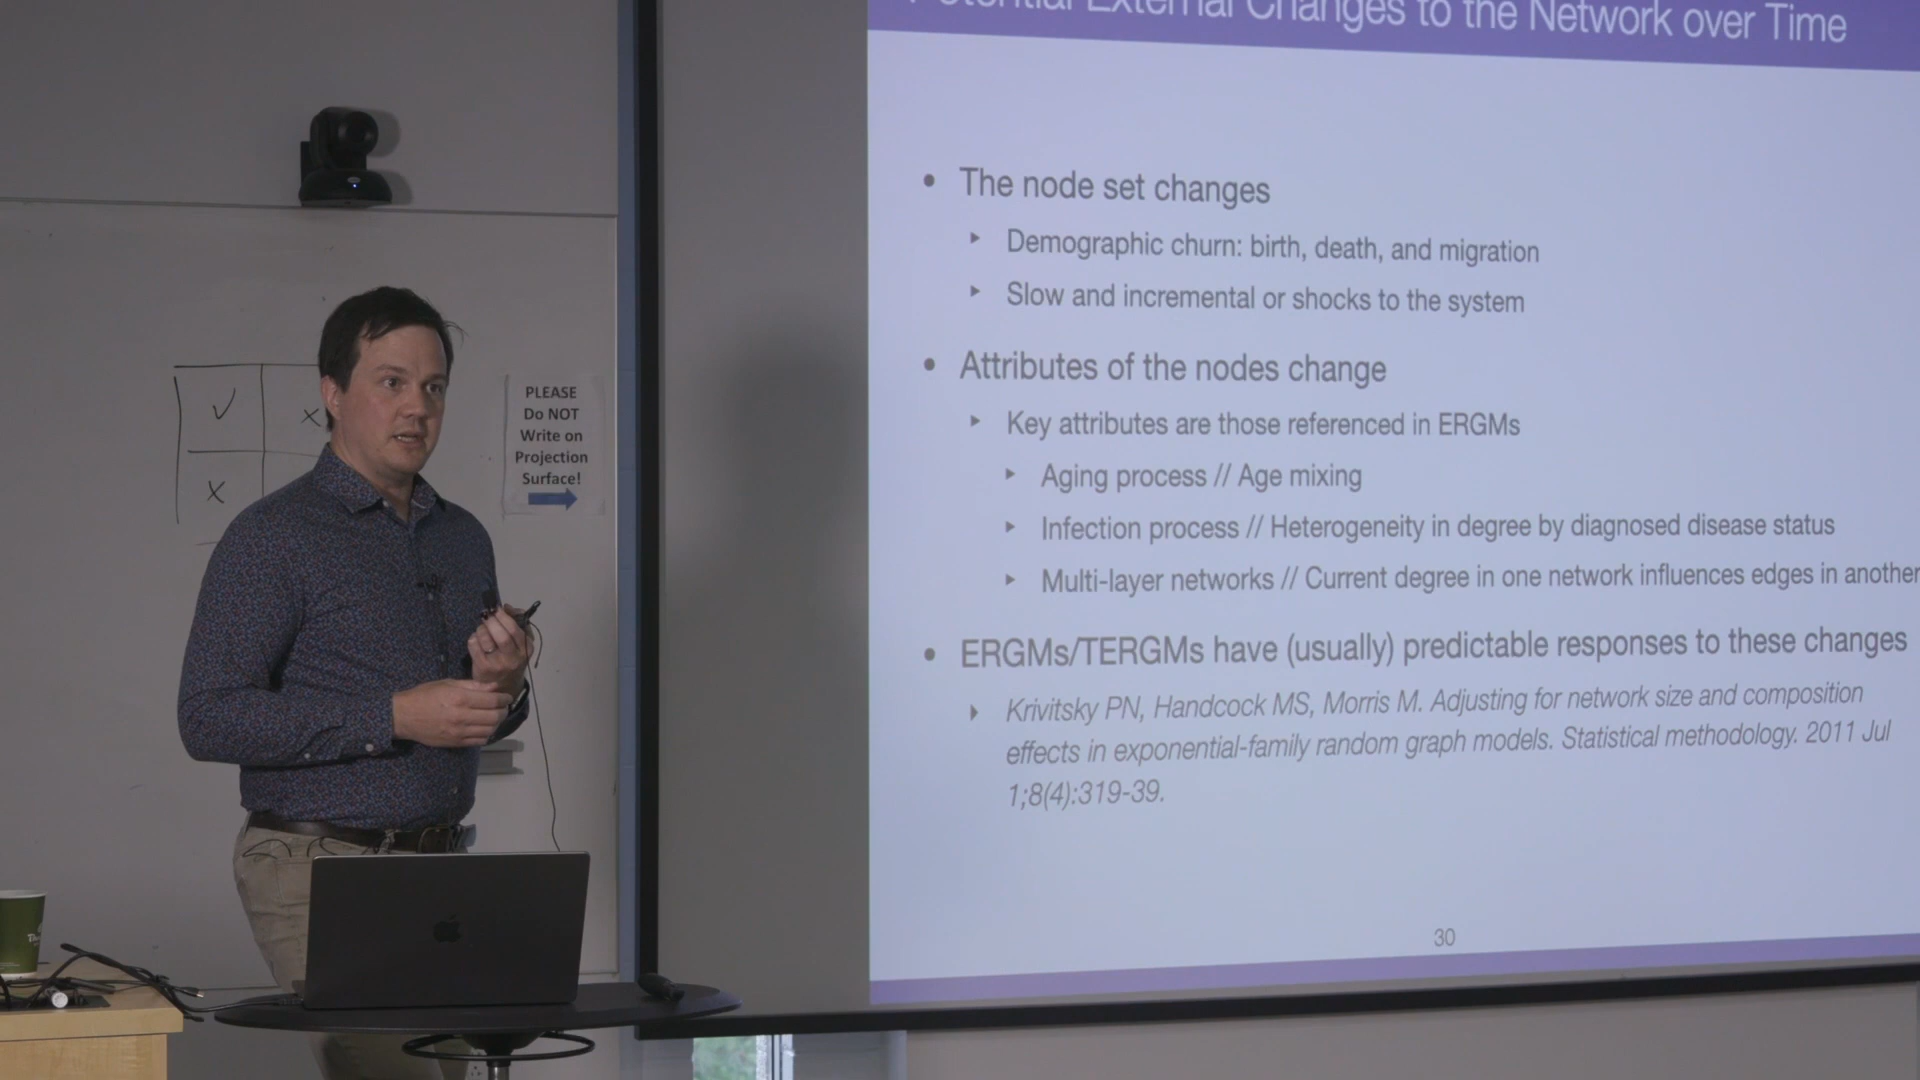 Potential External Changes to the Network over Time
• The node set changes
‣ Demographic churn: birth, death, and migration
‣ Slow and incremental or shocks to the system
• Attributes of the nodes change
‣ Key attributes are those referenced in ERGMs
‣ Aging process // Age mixing
‣ Infection process // Heterogeneity in degree by diagnosed disease status
‣ Multi-layer networks // Current degree in one network influences edges in another
• ERGMs/TERGMs have (usually) predictable responses to these changes
‣ Krivitsky PN, Handcock MS, Morris M. Adjusting for network size and composition
effects in exponential-family random graph models. Statistical methodology. 2011 Jul
1;8(4):319-39.
30
PLEASE
Do NOT
Write on
Projection
Surface!
✓ x
x